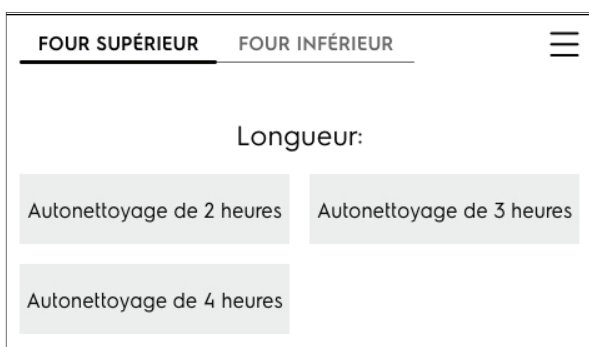 FOUR SUPÉRIEUR FOUR INFÉRIEUR
Longueur:
Autonettoyage de 2 heures Autonettoyage de 3 heures
Autonettoyage de 4 heures